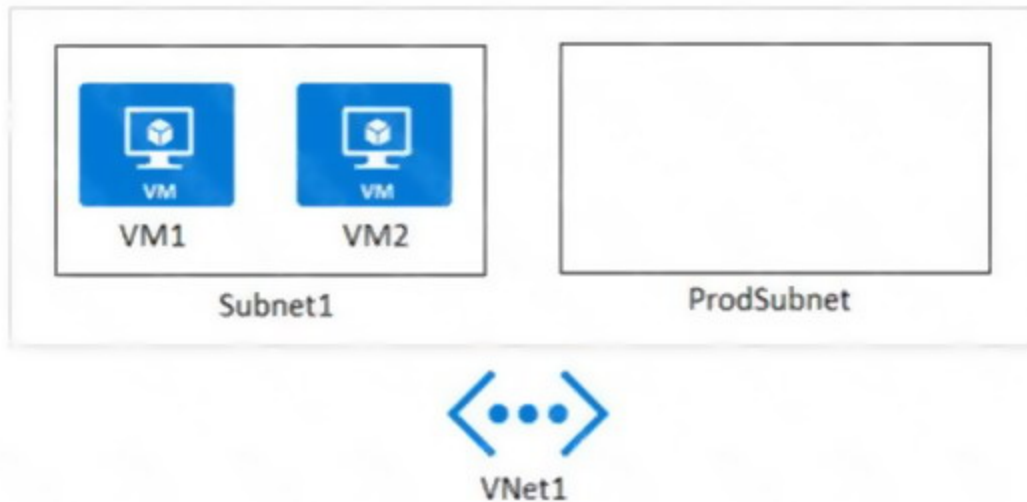 VM
VM
VM1
VM2
Subnet1
ProdSubnet
VNet1